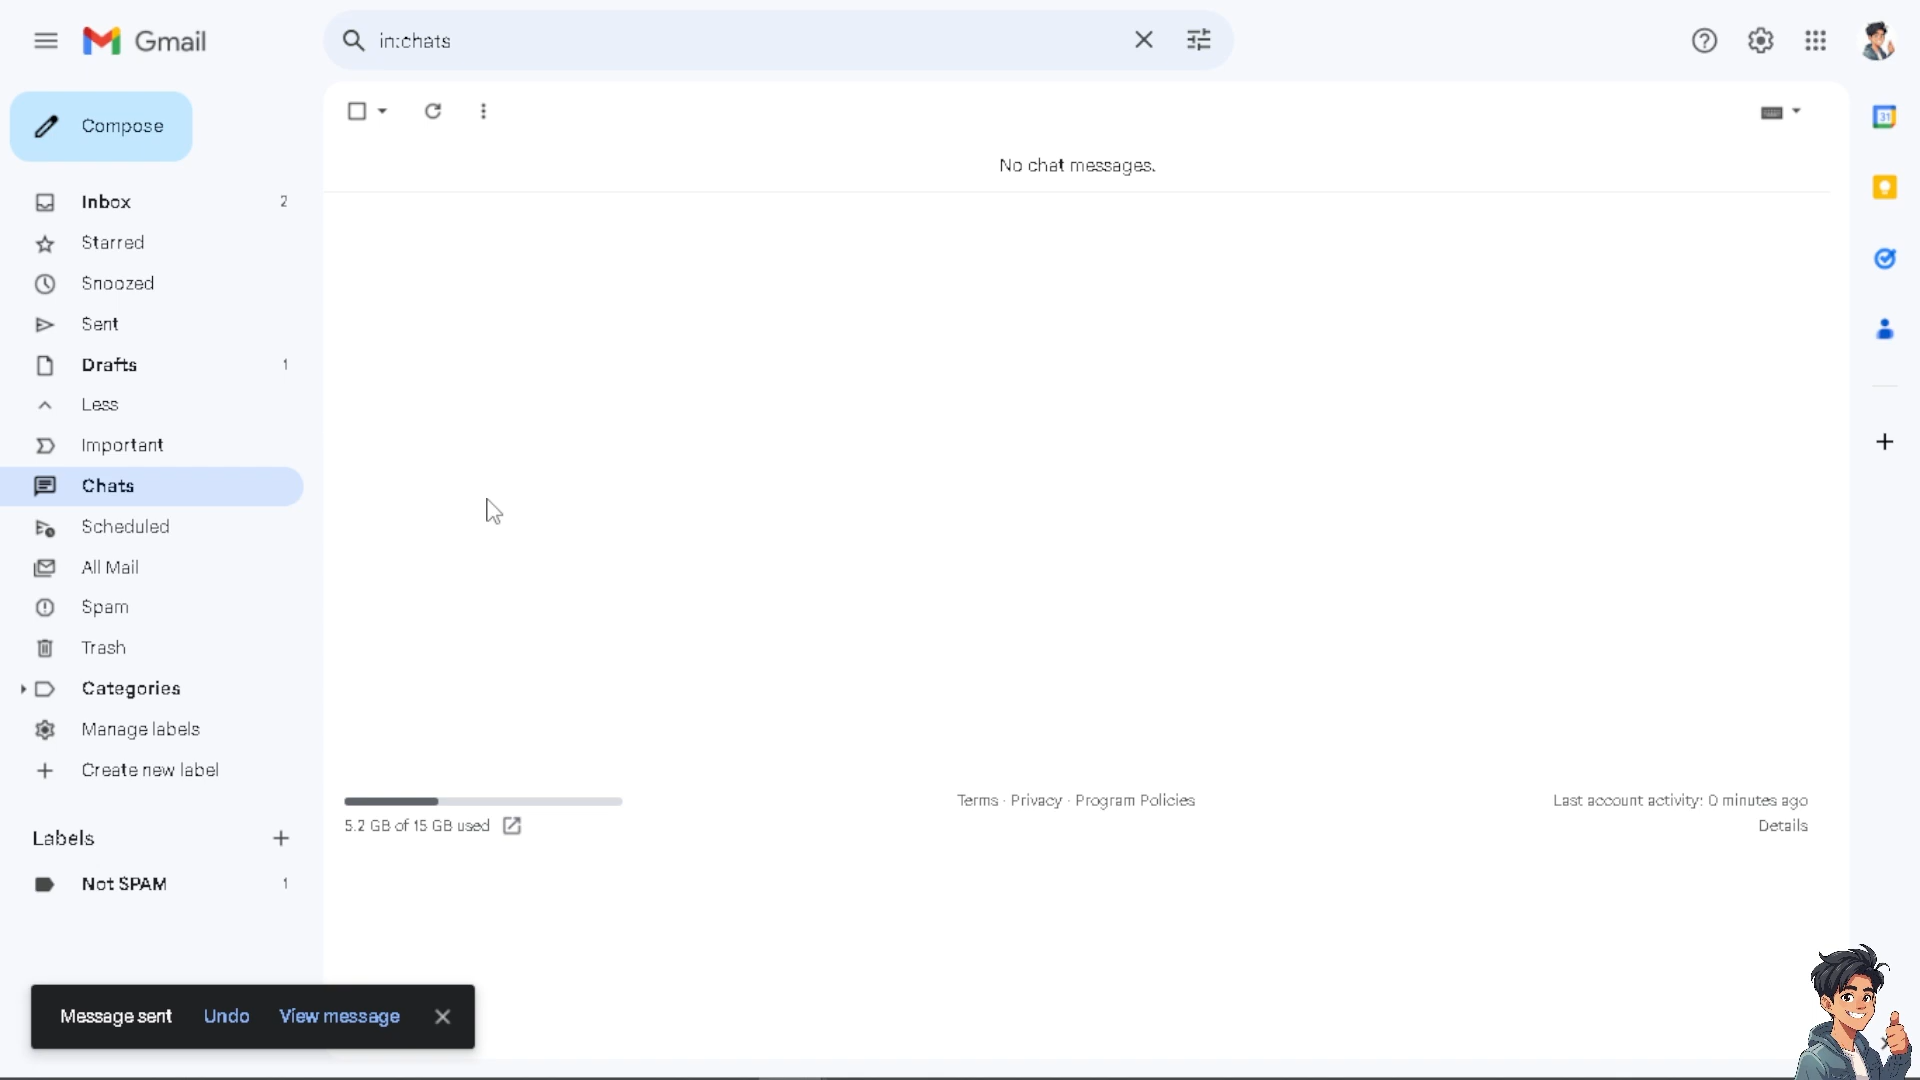 Gmail
in:chats
Compose
No chat messages.
Inbox 2
Starred
Snoozed
Sent
Drafts 1
Less
Important
Chats
Scheduled
All Mail
Spam
Trash
Categories
Manage labels
Create new label
Labels
Not SPAM 1
5.2 GB of 15 GB used
Terms · Privacy · Program Policies
Last account activity: 0 minutes ago
Details
Message sent Undo View message
31